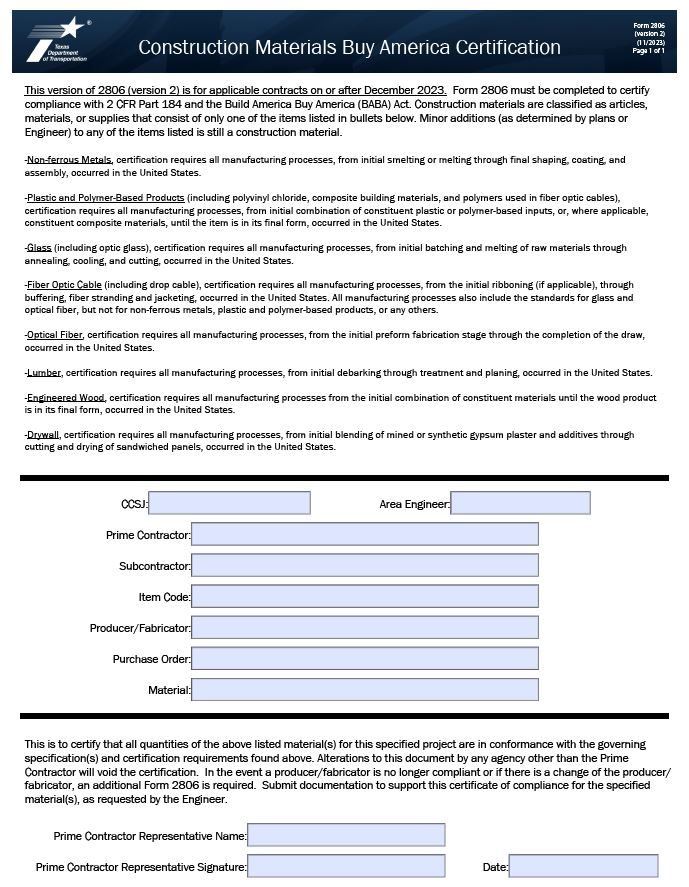 Texas
Department
of Transportation
®
Construction Materials Buy America Certification
Form 2806
(version 2)
(11/2023)
Page 1 of 1
This version of 2806 (version 2) is for applicable contracts on or after December 2023.  Form 2806 must be completed to certify
compliance with 2 CFR Part 184 and the Build America Buy America (BABA) Act. Construction materials are classified as articles,
materials, or supplies that consist of only one of the items listed in bullets below. Minor additions (as determined by plans or
Engineer) to any of the items listed is still a construction material.
-Non-ferrous Metals, certification requires all manufacturing processes, from initial smelting or melting through final shaping, coating, and
assembly, occurred in the United States.
-Plastic and Polymer-Based Products (including polyvinyl chloride, composite building materials, and polymers used in fiber optic cables),
certification requires all manufacturing processes, from initial combination of constituent plastic or polymer-based inputs, or, where applicable,
constituent composite materials, until the item is in its final form, occurred in the United States.
-Glass (including optic glass), certification requires all manufacturing processes, from initial batching and melting of raw materials through
annealing, cooling, and cutting, occurred in the United States.
-Fiber Optic Cable (including drop cable), certification requires all manufacturing processes, from the initial ribboning (if applicable), through
buffering, fiber stranding and jacketing, occurred in the United States. All manufacturing processes also include the standards for glass and
optical fiber, but not for non-ferrous metals, plastic and polymer-based products, or any others.
-Optical Fiber, certification requires all manufacturing processes, from the initial preform fabrication stage through the completion of the draw,
occurred in the United States.
-Lumber, certification requires all manufacturing processes, from initial debarking through treatment and planing, occurred in the United States.
-Engineered Wood, certification requires all manufacturing processes from the initial combination of constituent materials until the wood product
is in its final form, occurred in the United States.
-Drywall, certification requires all manufacturing processes, from initial blending of mined or synthetic gypsum plaster and additives through
cutting and drying of sandwiched panels, occurred in the United States.
CCSJ: Area Engineer:
Prime Contractor:
Subcontractor:
Item Code:
Producer/Fabricator:
Purchase Order:
Material:
This is to certify that all quantities of the above listed material(s) for this specified project are in conformance with the governing
specification(s) and certification requirements found above. Alterations to this document by any agency other than the Prime
Contractor will void the certification.  In the event a producer/fabricator is no longer compliant or if there is a change of the producer/
fabricator, an additional Form 2806 is required.  Submit documentation to support this certificate of compliance for the specified
material(s), as requested by the Engineer.
Prime Contractor Representative Name:
Prime Contractor Representative Signature: Date: